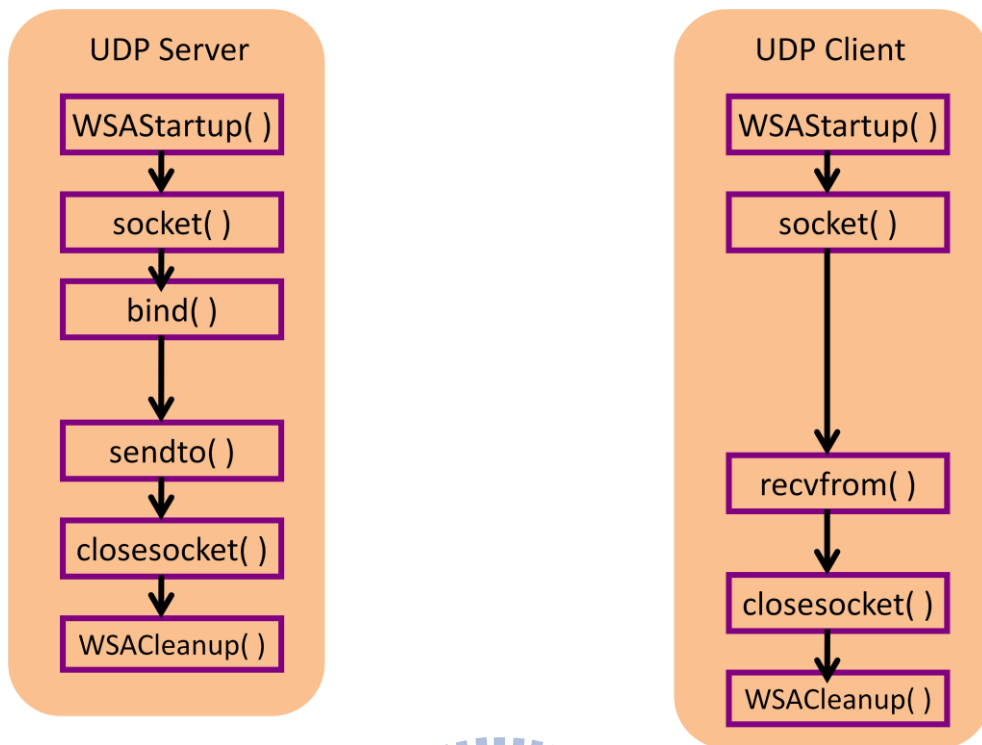 UDP Server
WSAStartup( )
socket( )
bind( )
sendto( )
closesocket( )
WSACleanup( )
UDP Client
WSAStartup( )
socket( )
recvfrom( )
closesocket( )
WSACleanup( )